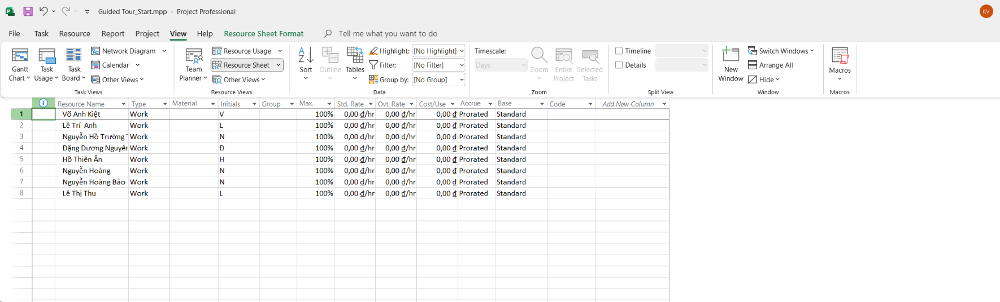 Guided Tour_Start.mpp - Project Professional
KV
File Task Resource Report Project View Help Resource Sheet Format Tell me what you want to do
Gantt Chart
Task Usage
Task Board
Network Diagram
Calendar
Other Views
Task Views
Team Planner
Resource Usage
Resource Sheet
Other Views
Resource Views
Sort
Outline
Tables
Highlight: [No Highlight]
Filter: [No Filter]
Group by: [No Group]
Data
Timescale:
Days
Zoom
Entire Project
Selected Tasks
Zoom
Timeline
Details
Split View
New Window
Switch Windows
Arrange All
Hide
Window
Macros
Macros
Resource Name Type Material Initials Group Max. Std. Rate Ovt. Rate Cost/Use Accrue Base Code Add New Column
1 Võ Anh Kiệt Work V 100% 0,00 ₫/hr 0,00 ₫/hr 0,00 ₫ Prorated Standard
2 Lê Trí Anh Work L 100% 0,00 ₫/hr 0,00 ₫/hr 0,00 ₫ Prorated Standard
3 Nguyễn Hồ Trường Work N 100% 0,00 ₫/hr 0,00 ₫/hr 0,00 ₫ Prorated Standard
4 Đặng Dương Nguyên Work Đ 100% 0,00 ₫/hr 0,00 ₫/hr 0,00 ₫ Prorated Standard
5 Hồ Thiên Ân Work H 100% 0,00 ₫/hr 0,00 ₫/hr 0,00 ₫ Prorated Standard
6 Nguyễn Hoàng Work N 100% 0,00 ₫/hr 0,00 ₫/hr 0,00 ₫ Prorated Standard
7 Nguyễn Hoàng Bảo Work N 100% 0,00 ₫/hr 0,00 ₫/hr 0,00 ₫ Prorated Standard
8 Lê Thị Thu Work L 100% 0,00 ₫/hr 0,00 ₫/hr 0,00 ₫ Prorated Standard